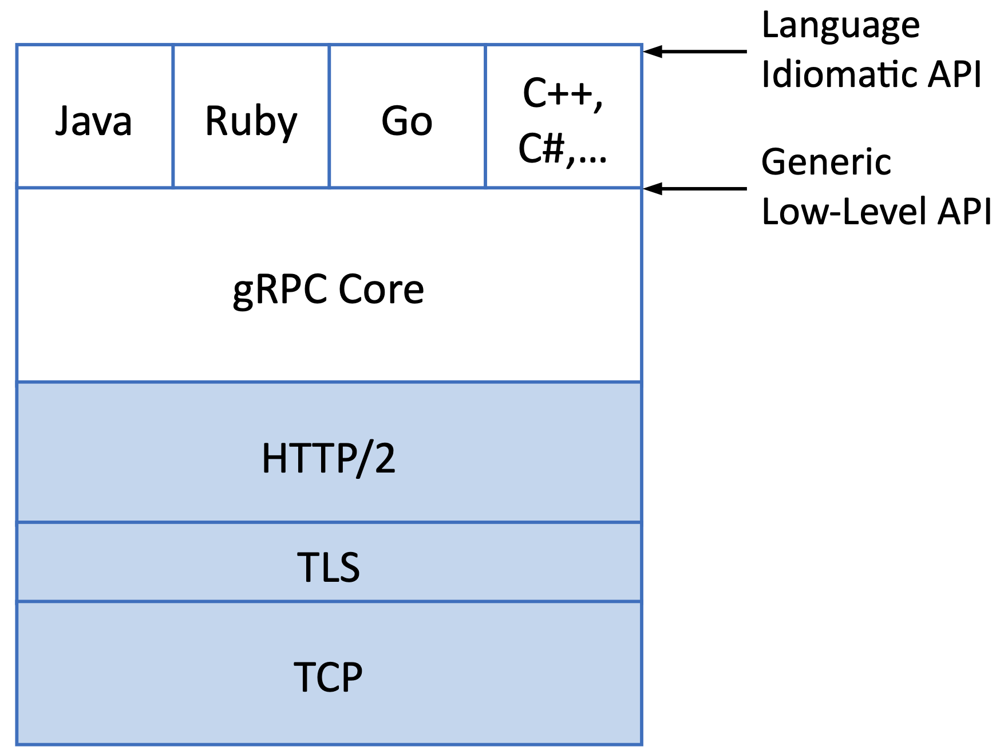 Language
Idiomatic API
Java
Ruby
Go
C++,
C#,...
Generic
Low-Level API
gRPC Core
HTTP/2
TLS
TCP